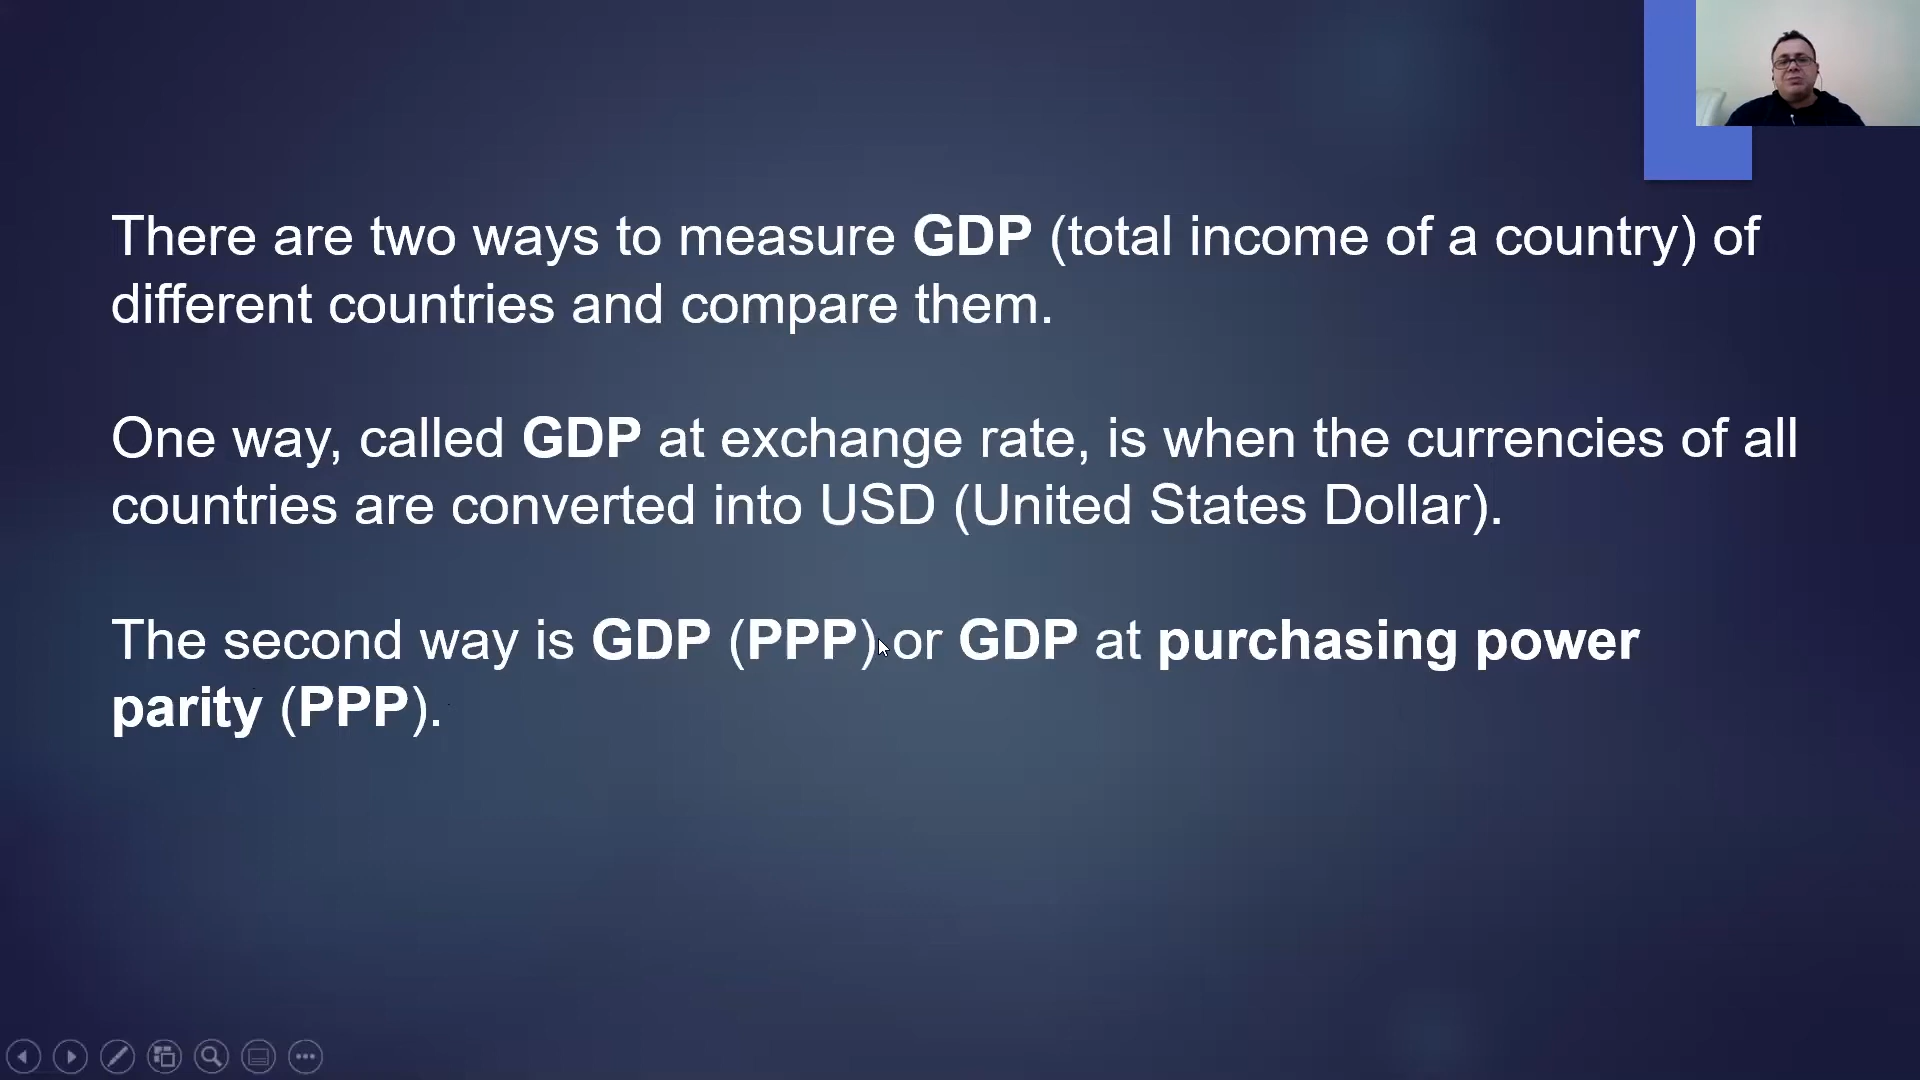 There are two ways to measure GDP (total income of a country) of
different countries and compare them.
One way, called GDP at exchange rate, is when the currencies of all
countries are converted into USD (United States Dollar).
The second way is GDP (PPP) or GDP at purchasing power
parity (PPP).